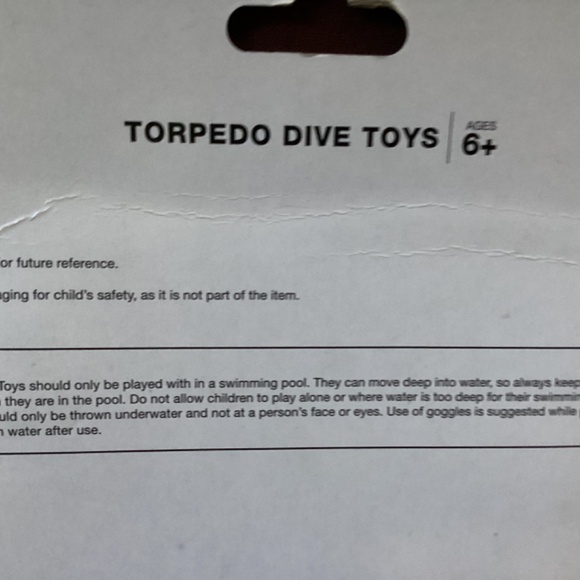 TORPEDO DIVE TOYS
AGES
6+
or future reference.
ging for child's safety, as it is not part of the item.
Toys should only be played with in a swimming pool. They can move deep into water, so always keep
they are in the pool. Do not allow children to play alone or where water is too deep for their swimmin
uld only be thrown underwater and not at a person's face or eyes. Use of goggles is suggested while
water after use.